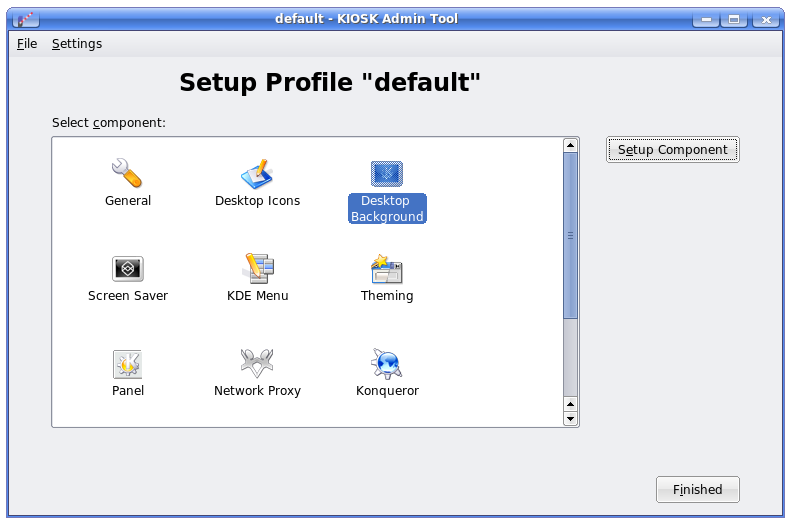 default - KIOSK Admin Tool
File Settings
Setup Profile "default"
Select component:
Setup Component
General
Desktop Icons
Desktop
Background
Screen Saver
KDE Menu
Theming
Panel
Network Proxy
Konqueror
Finished